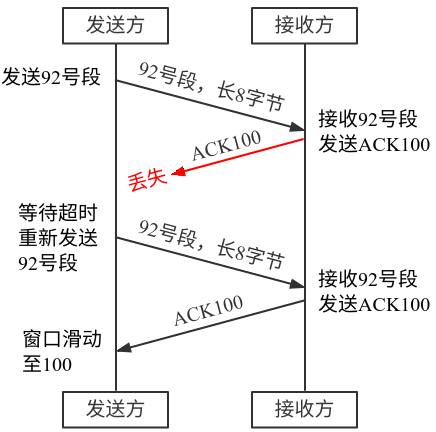 发送方
接收方
发送92号段
92号段，长8字节
接收92号段
发送ACK100
ACK100
丢失
等待超时
重新发送
92号段
92号段，长8字节
接收92号段
发送ACK100
ACK100
窗口滑动
至100
发送方
接收方